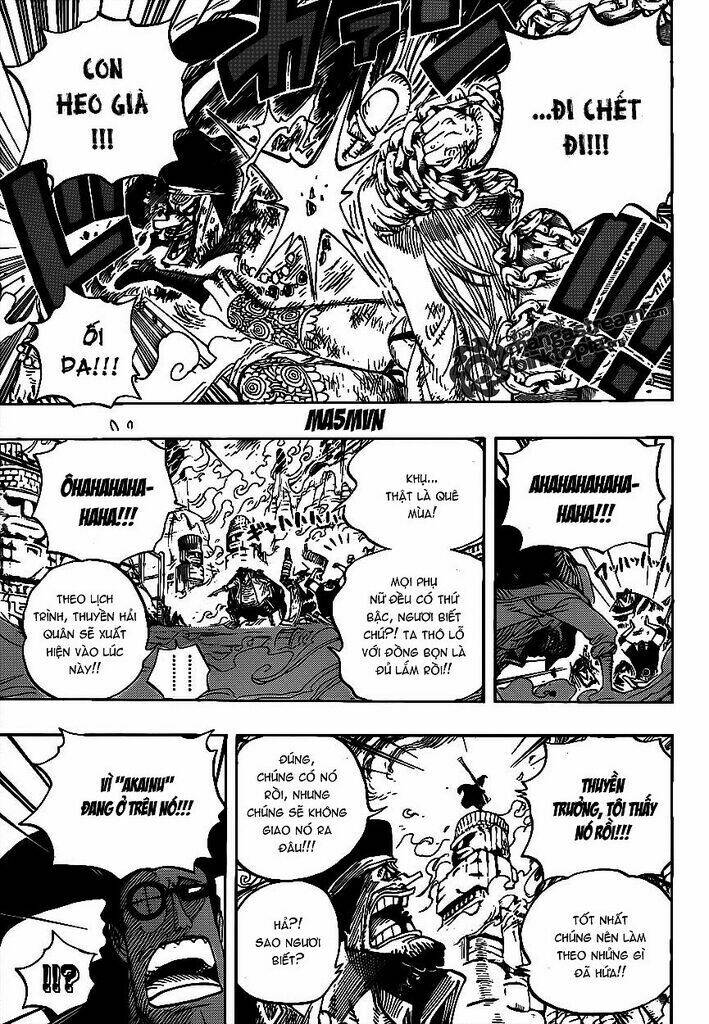 ...ĐI CHẾT
ĐI!!!
CON
HEO GIÀ
!!!
ỐI
DA!!!
mangastream.com
MA5MVN
AHAHAHAHAHA-
HAHA!!!
KHỤ...
THẬT LÀ QUÊ
MÙA!
MỌI PHỤ
NỮ ĐỀU CÓ THỨ
BẬC, NGƯƠI BIẾT
CHỨ?! TA THÔ LỖ
VỚI ĐỒNG BỌN LÀ
ĐỦ LẮM RỒI!!
ÔHAHAHAHA-
HAHA!!!
THEO LỊCH
TRÌNH, THUYỀN HẢI
QUÂN SẼ XUẤT
HIỆN VÀO LÚC
NÀY!!
THUYỀN
TRƯỞNG, TÔI THẤY
NÓ RỒI!!!
TỐT NHẤT
CHÚNG NÊN LÀM
THEO NHỮNG GÌ
ĐÃ HỨA!!
ĐÚNG,
CHÚNG CÓ NÓ
RỒI, NHƯNG
CHÚNG SẼ KHÔNG
GIAO NÓ RA
ĐÂU!!!
HẢ?!
SAO NGƯƠI
BIẾT?
VÌ "AKAINU"
ĐANG Ở TRÊN NÓ!!!
!!?